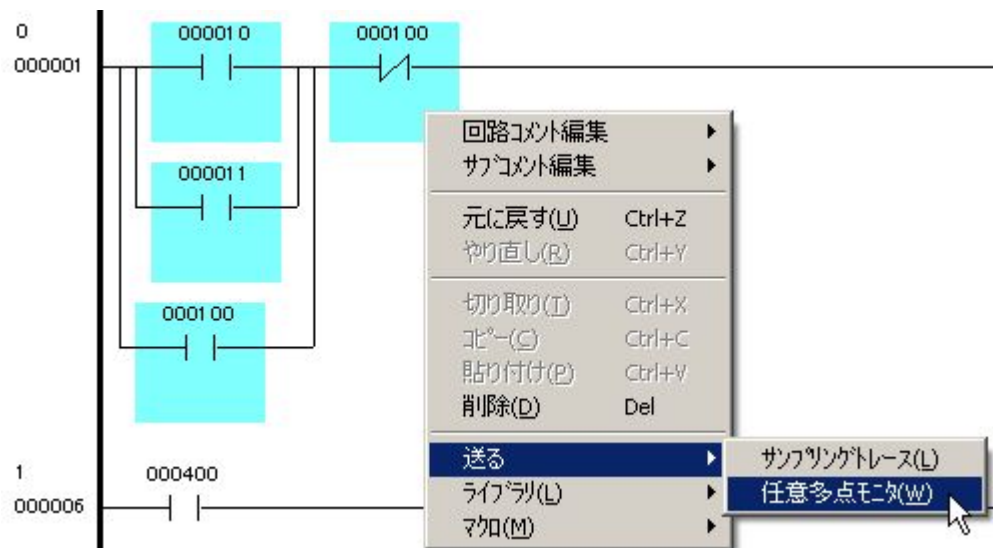 0
000010
000100
000001
000011
000100
1
000400
000006
回路ｺﾒﾝﾄ編集
ｻﾌﾞｺﾒﾝﾄ編集
元に戻す(U) Ctrl+Z
やり直し(R) Ctrl+Y
切り取り(T) Ctrl+X
ｺﾋﾟｰ(C) Ctrl+C
貼り付け(P) Ctrl+V
削除(D) Del
送る
ﾗｲﾌﾞﾗﾘ(L)
ﾏｸﾛ(M)
ｻﾝﾌﾟﾘﾝｸﾞﾄﾚｰｽ(L)
任意多点ﾓﾆﾀ(W)